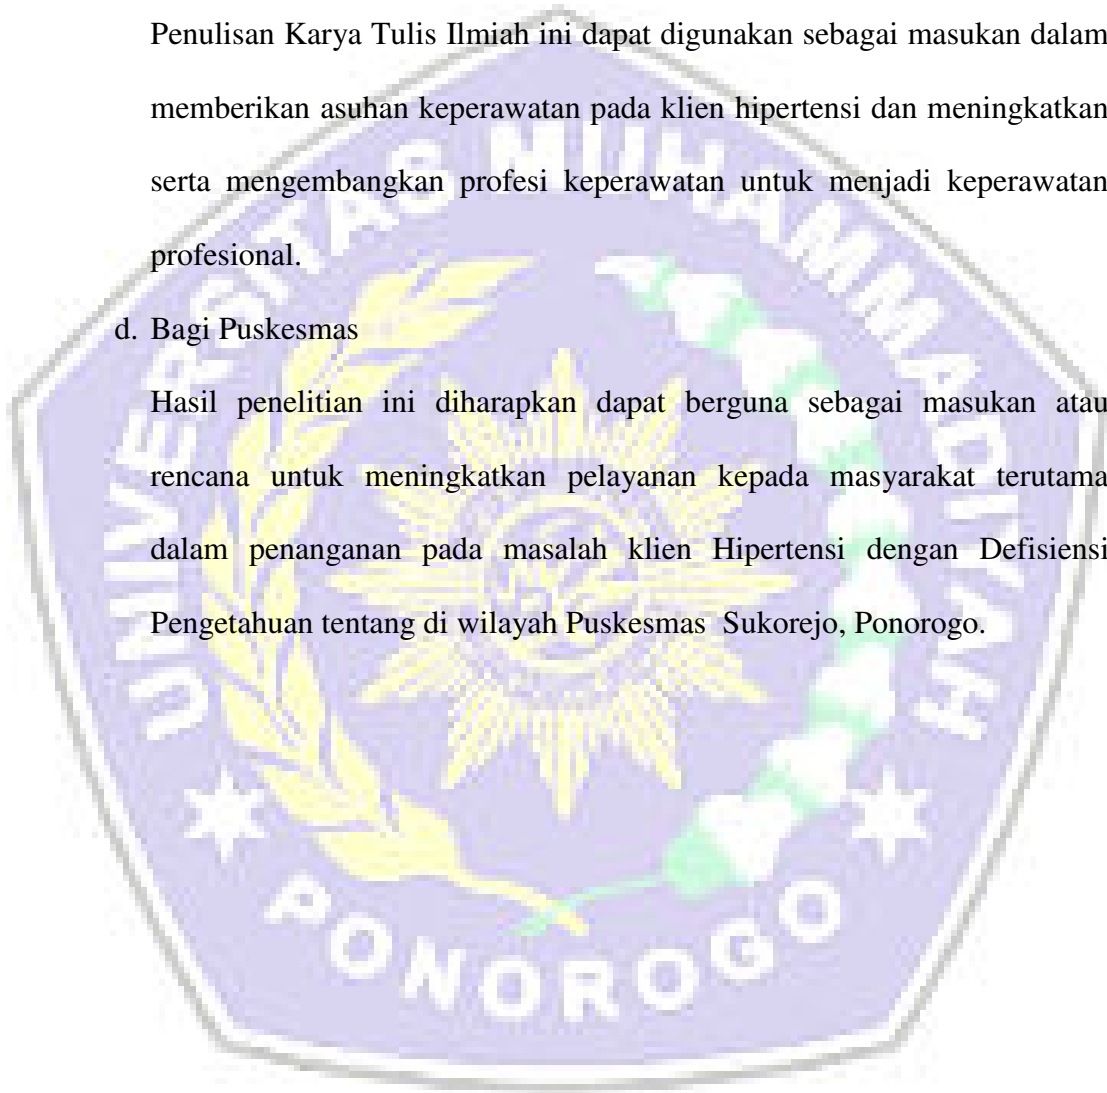 Penulisan Karya Tulis Ilmiah ini dapat digunakan sebagai masukan dalam
memberikan asuhan keperawatan pada klien hipertensi dan meningkatkan
serta mengembangkan profesi keperawatan untuk menjadi keperawatan
profesional.
d. Bagi Puskesmas
Hasil penelitian ini diharapkan dapat berguna sebagai masukan atau
rencana untuk meningkatkan pelayanan kepada masyarakat terutama
dalam penanganan pada masalah klien Hipertensi dengan Defisiensi
Pengetahuan tentang di wilayah Puskesmas Sukorejo, Ponorogo.
UNIVERSITAS MUHAMMADIYAH
PONOROGO